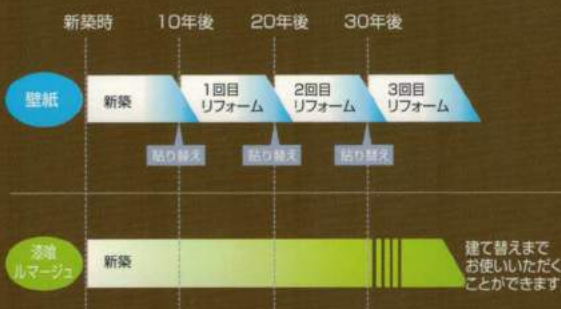 新築時 10年後 20年後 30年後
壁紙
新築
1回目
リフォーム
2回目
リフォーム
3回目
リフォーム
貼り替え 貼り替え 貼り替え
漆喰
ルマージュ
新築
建て替えまで
お使いいただく
ことができます